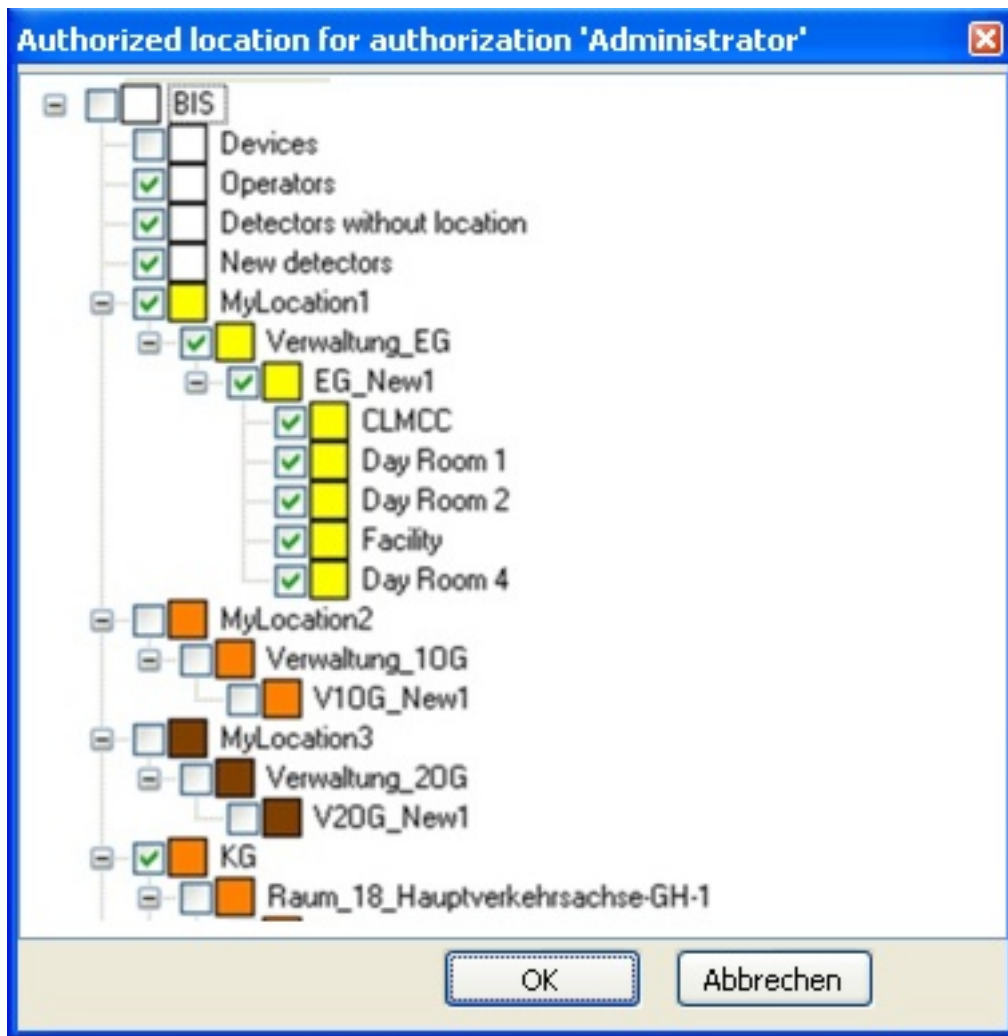 Authorized location for authorization 'Administrator'
BIS
Devices
Operators
Detectors without location
New detectors
MyLocation1
Verwaltung_EG
EG_New1
CLMCC
Day Room 1
Day Room 2
Facility
Day Room 4
MyLocation2
Verwaltung_1OG
V1OG_New1
MyLocation3
Verwaltung_2OG
V2OG_New1
KG
Raum_18_Hauptverkehrsachse-GH-1
OK
Abbrechen